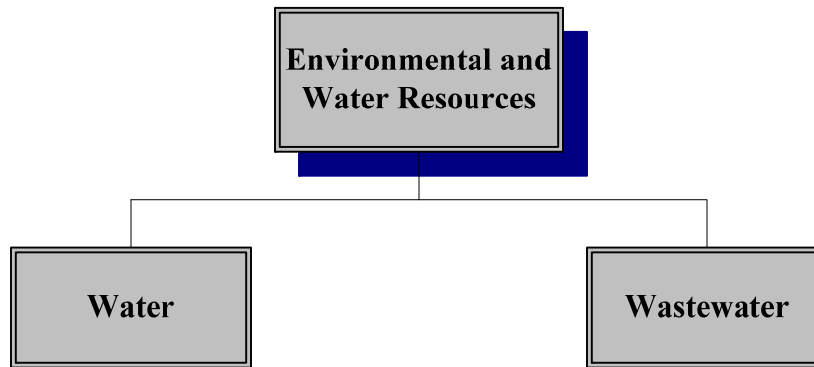 Environmental and
Water Resources
Water
Wastewater